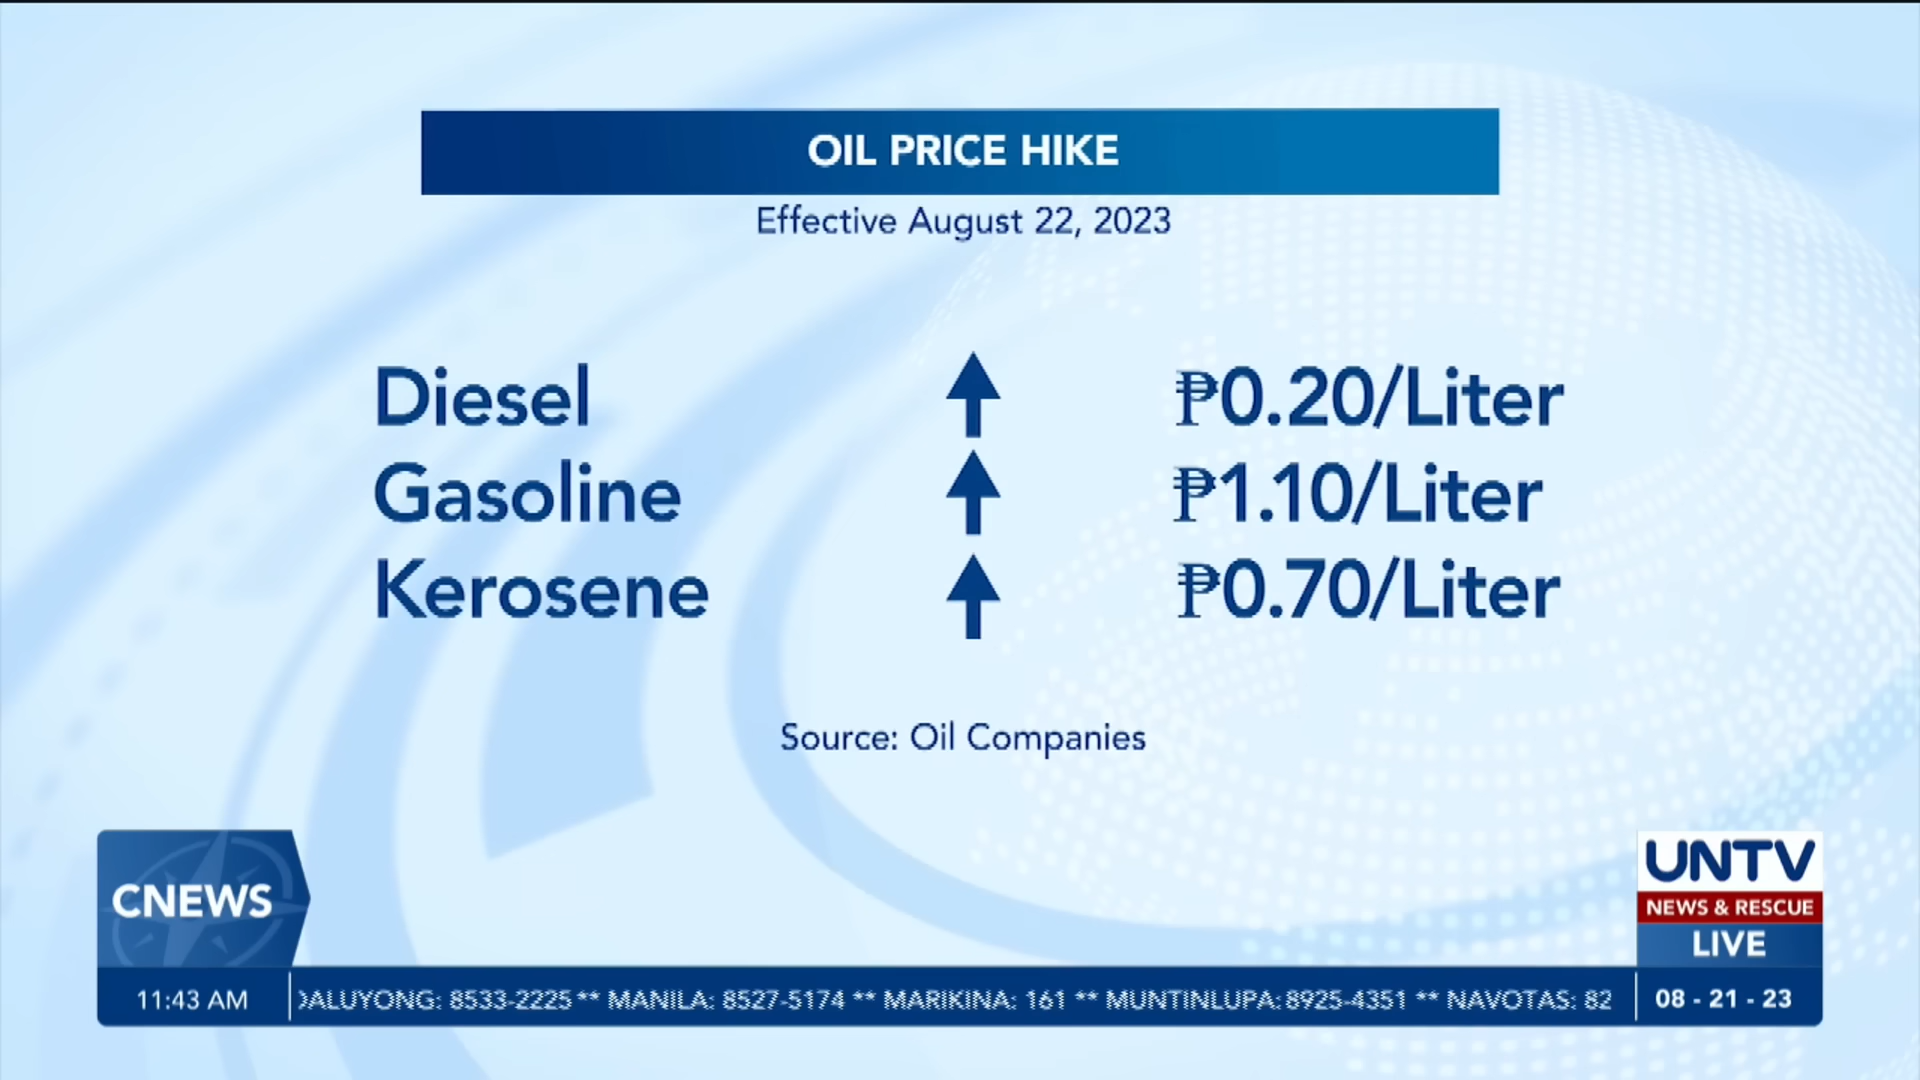 OIL PRICE HIKE
Effective August 22, 2023
Diesel ₱0.20/Liter
Gasoline ₱1.10/Liter
Kerosene ₱0.70/Liter
Source: Oil Companies
CNEWS
UNTV
NEWS & RESCUE
LIVE
11:43 AM
ALUYONG: 8533-2225 ** MANILA: 8527-5174 ** MARIKINA: 161 ** MUNTINLUPA: 8925-4351 ** NAVOTAS: 82
08 - 21 - 23